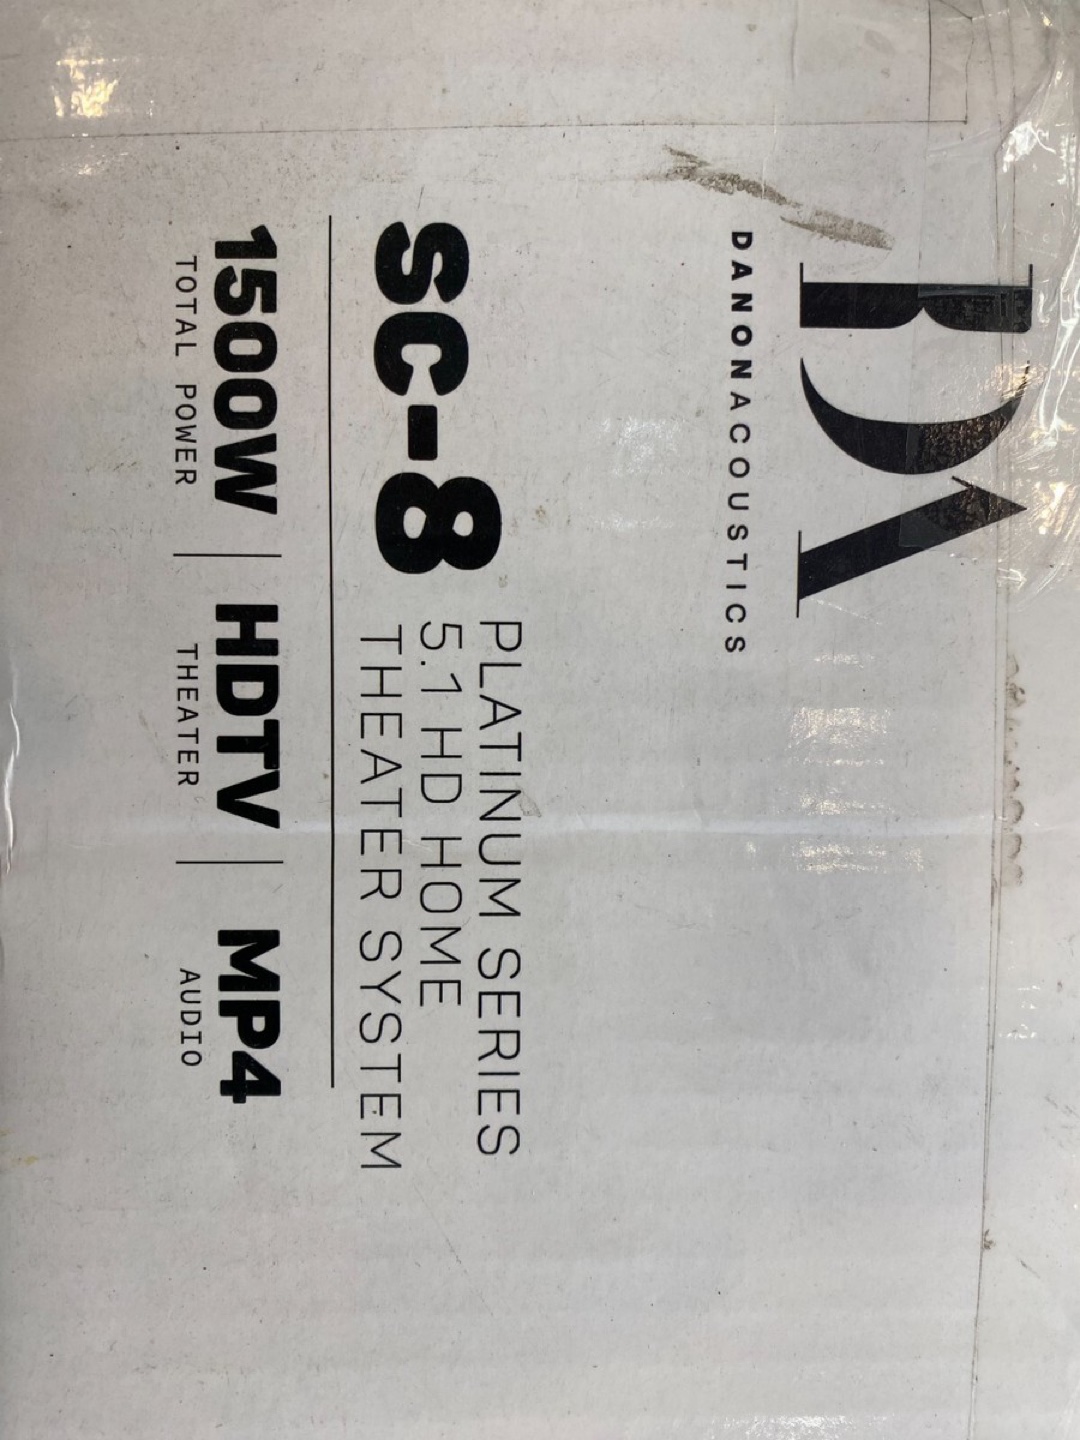 DA
DANONACOUSTICS
SC-8
PLATINUM SERIES
5.1 HD HOME
THEATER SYSTEM
1500W
TOTAL POWER
HDTV
THEATER
MP4
AUDIO